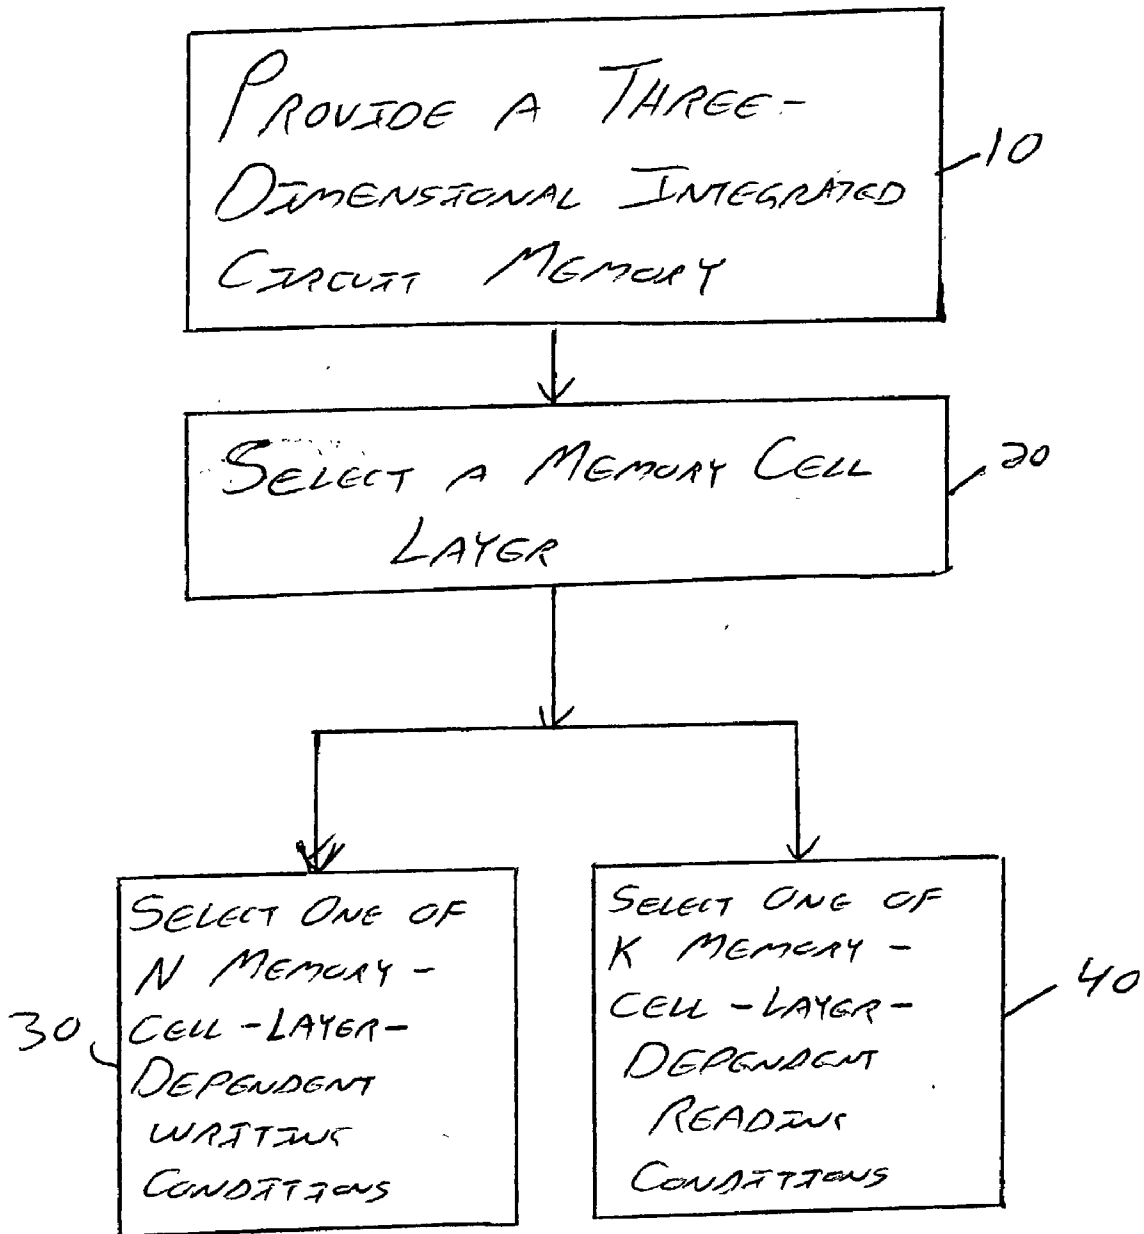 PROVIDE A THREE-
DIMENSIONAL INTEGRATED
CIRCUIT MEMORY
10
SELECT A MEMORY CELL
LAYER
20
SELECT ONE OF
N MEMORY-
CELL-LAYER-
DEPENDENT
WRITING
CONDITIONS
30
SELECT ONE OF
K MEMORY-
CELL-LAYER-
DEPENDENT
READING
CONDITIONS
40